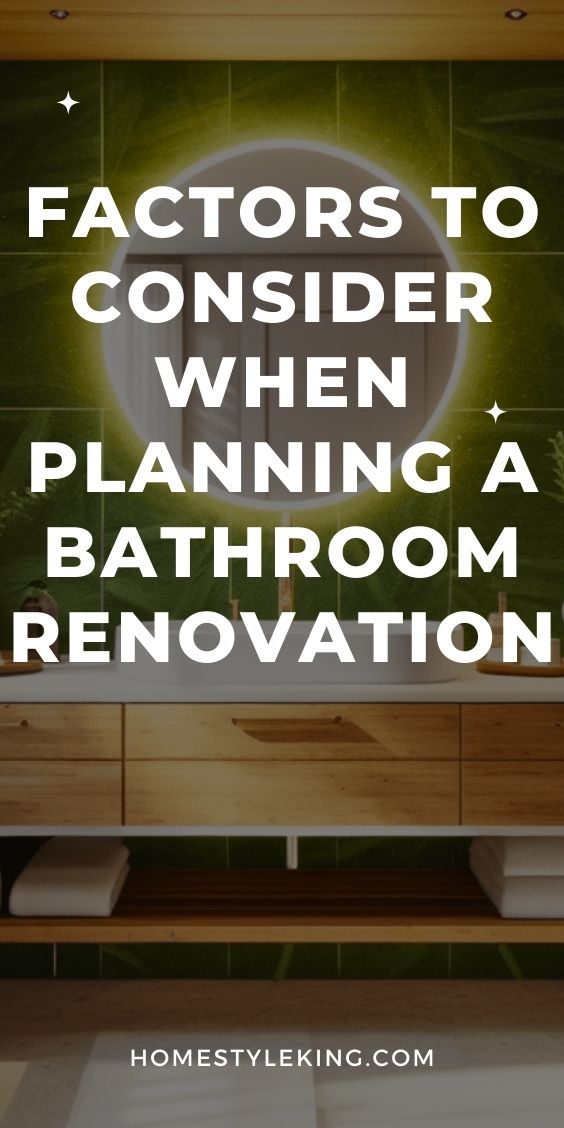 FACTORS TO
CONSIDER
WHEN
PLANNING A
BATHROOM
RENOVATION
HOMESTYLEKING.COM